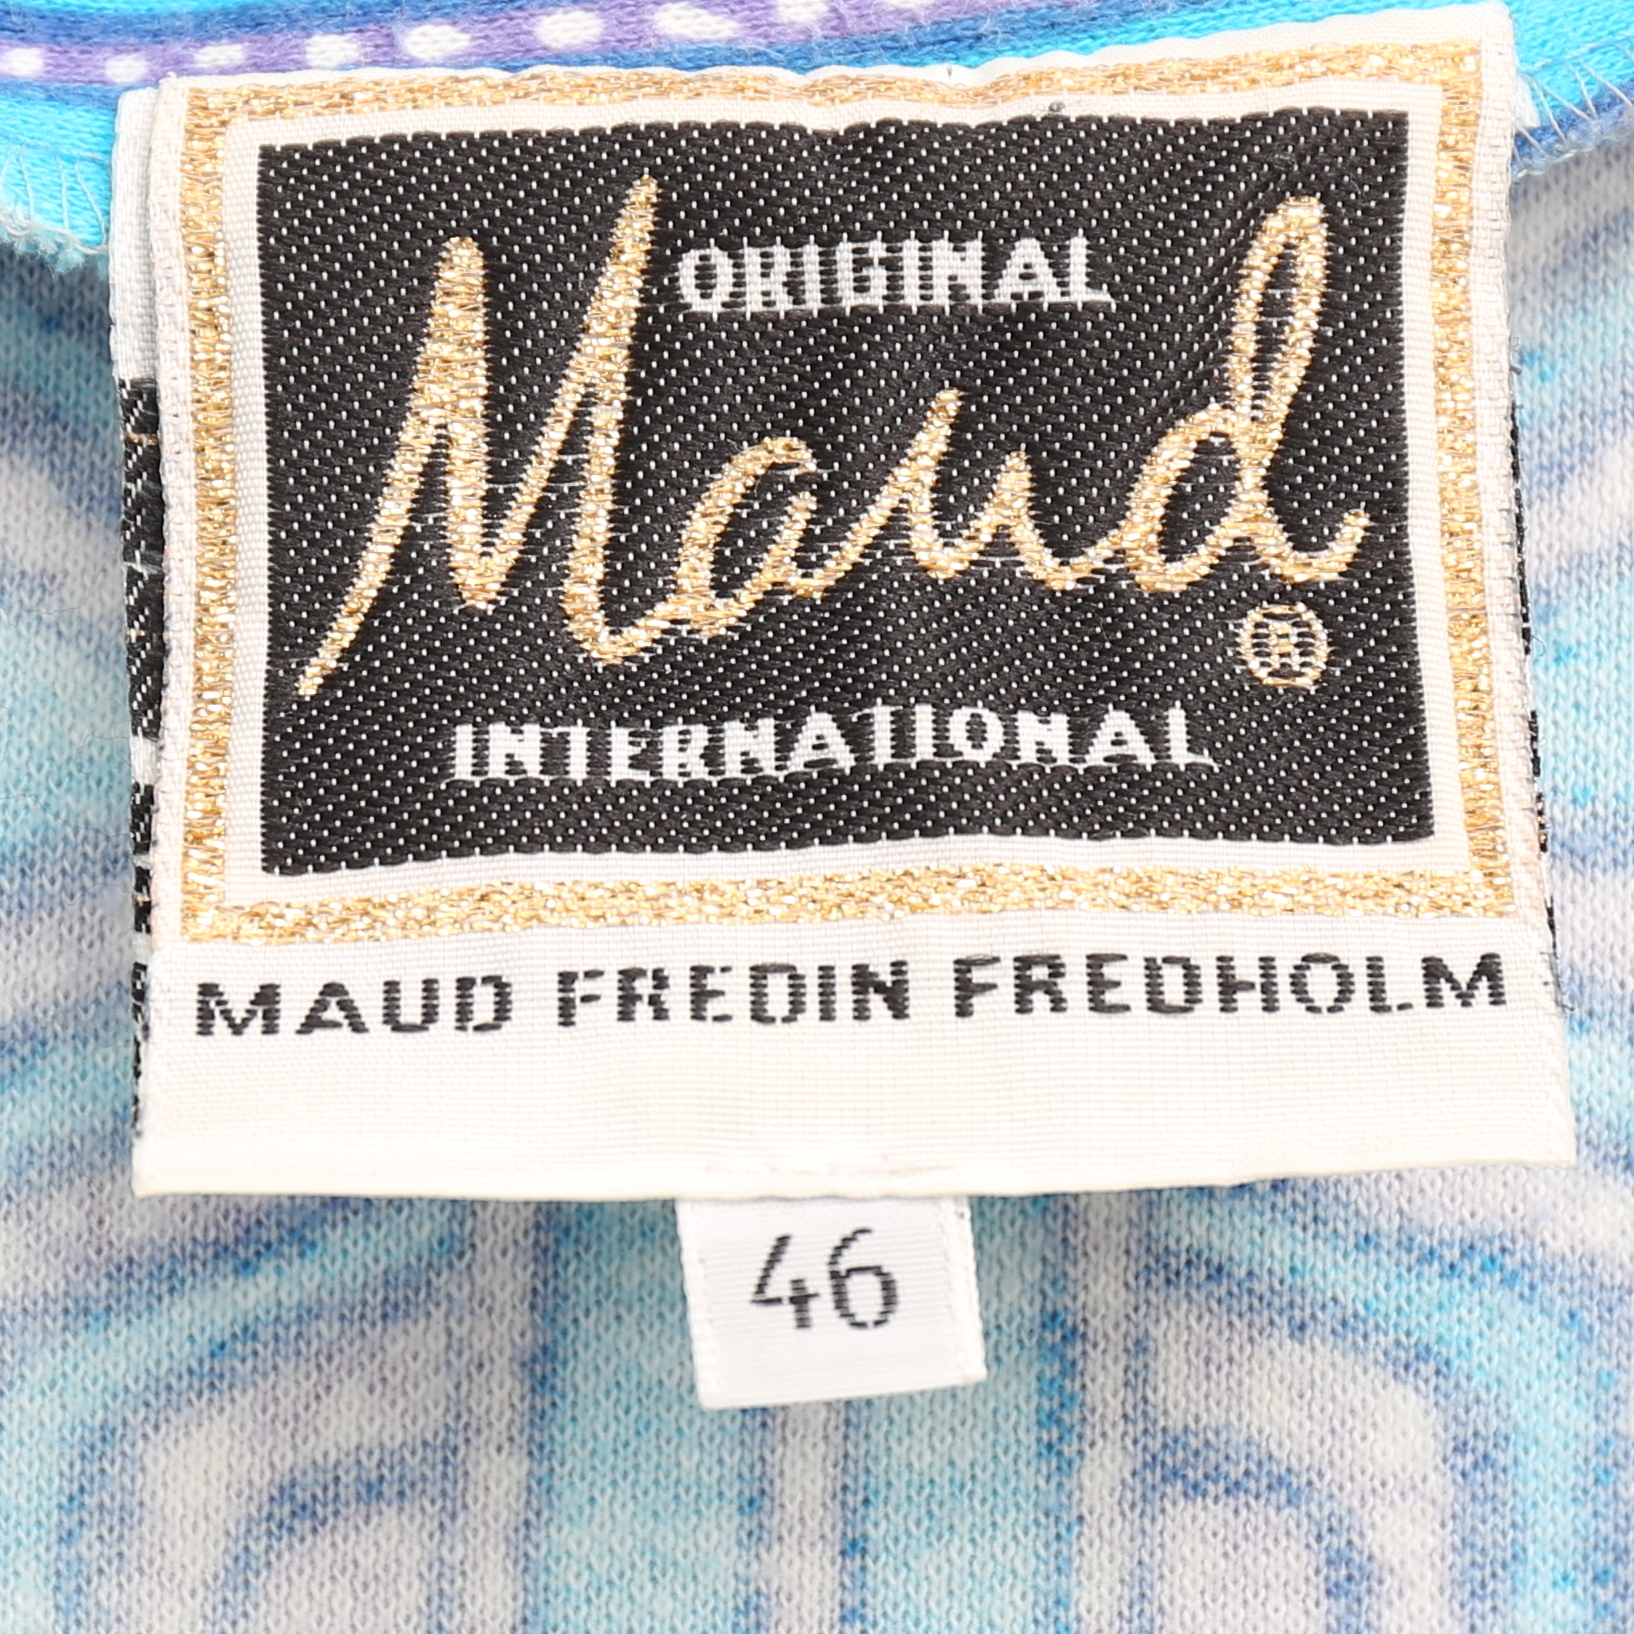 ORIGINAL
Maud
®
INTERNATIONAL
MAUD FREDIN FREDHOLM
46